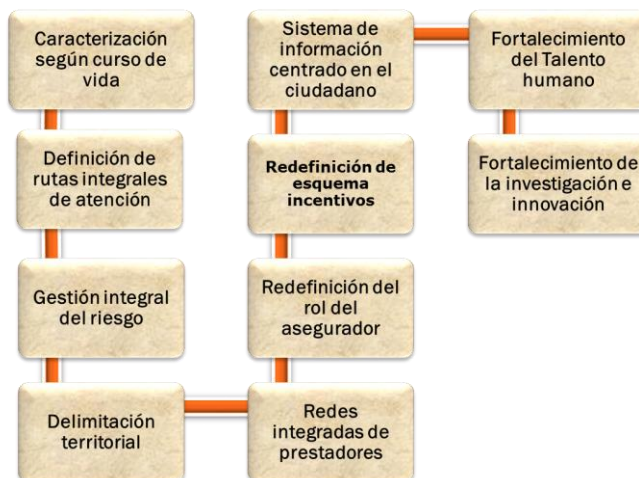 Caracterización
según curso de
vida
Definición de
rutas integrales
de atención
Gestión integral
del riesgo
Delimitación
territorial
Redes
integradas de
prestadores
Redefinición del
rol del
asegurador
Redefinición de
esquema
incentivos
Sistema de
información
centrado en el
ciudadano
Fortalecimiento
del Talento
humano
Fortalecimiento de
la investigación e
innovación